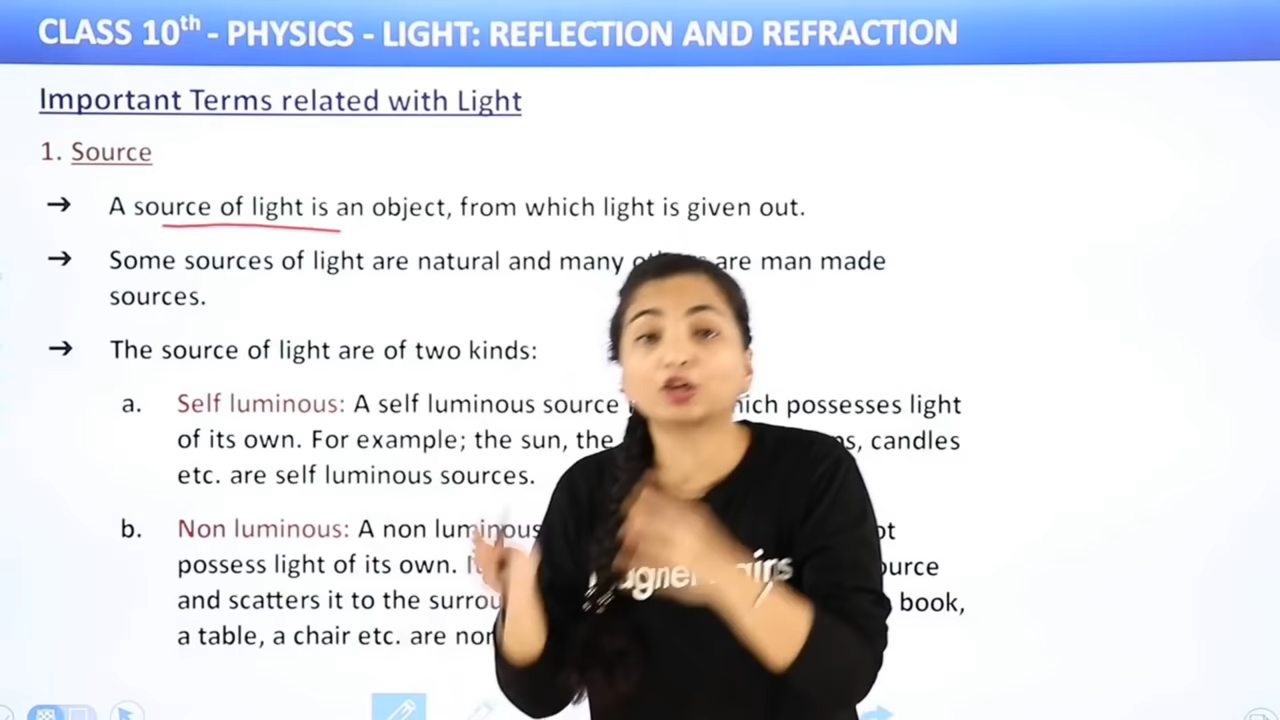 CLASS 10th - PHYSICS - LIGHT: REFLECTION AND REFRACTION
Important Terms related with Light
1. Source
➔ A source of light is an object, from which light is given out.
➔ Some sources of light are natural and many are man made
sources.
➔ The source of light are of two kinds:
a. Self luminous: A self luminous source possesses light
of its own. For example; the sun, the candles
etc. are self luminous sources.
b. Non luminous: A non luminous
possess light of its own.
and scatters it to the book,
a table, a chair etc. are